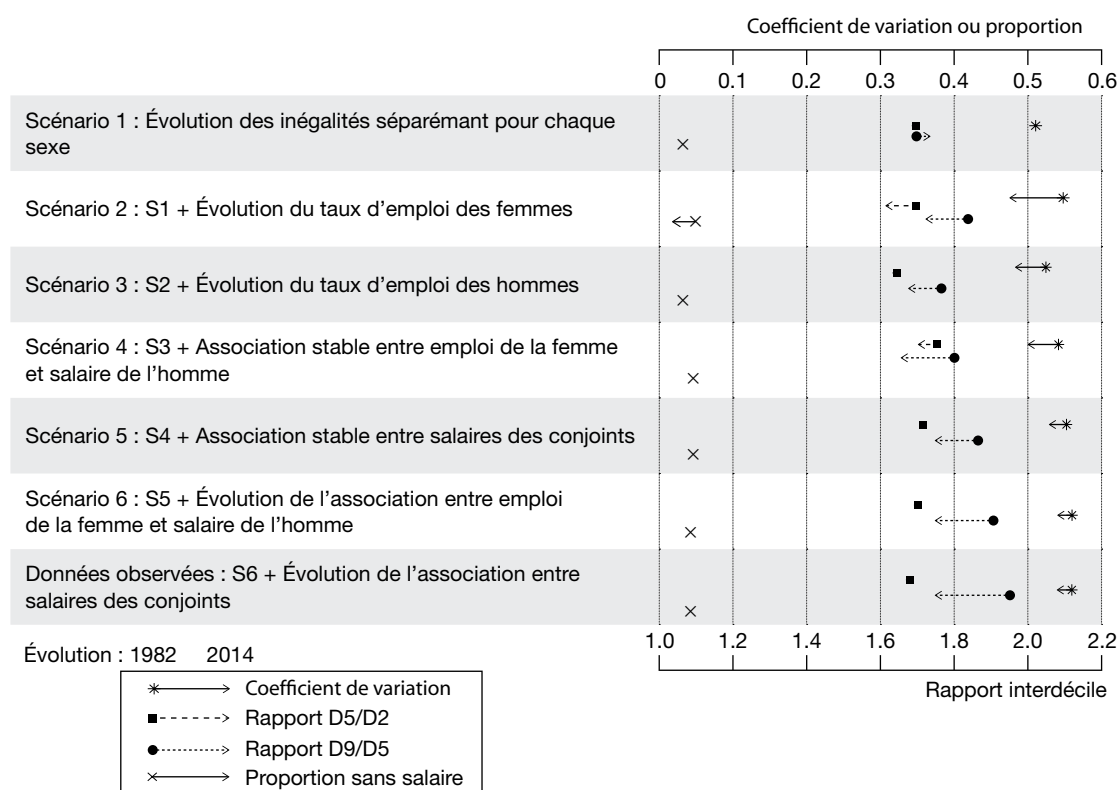 Coefficient de variation ou proportion
0 0.1 0.2 0.3 0.4 0.5 0.6
Scénario 1 : Évolution des inégalités séparémant pour chaque
sexe
Scénario 2 : S1 + Évolution du taux d’emploi des femmes
Scénario 3 : S2 + Évolution du taux d’emploi des hommes
Scénario 4 : S3 + Association stable entre emploi de la femme
et salaire de l’homme
Scénario 5 : S4 + Association stable entre salaires des conjoints
Scénario 6 : S5 + Évolution de l’association entre emploi
de la femme et salaire de l’homme
Données observées : S6 + Évolution de l’association entre
salaires des conjoints
1.0 1.2 1.4 1.6 1.8 2.0 2.2
Rapport interdécile
Évolution : 1982 2014
Coefficient de variation
Rapport D5/D2
Rapport D9/D5
Proportion sans salaire